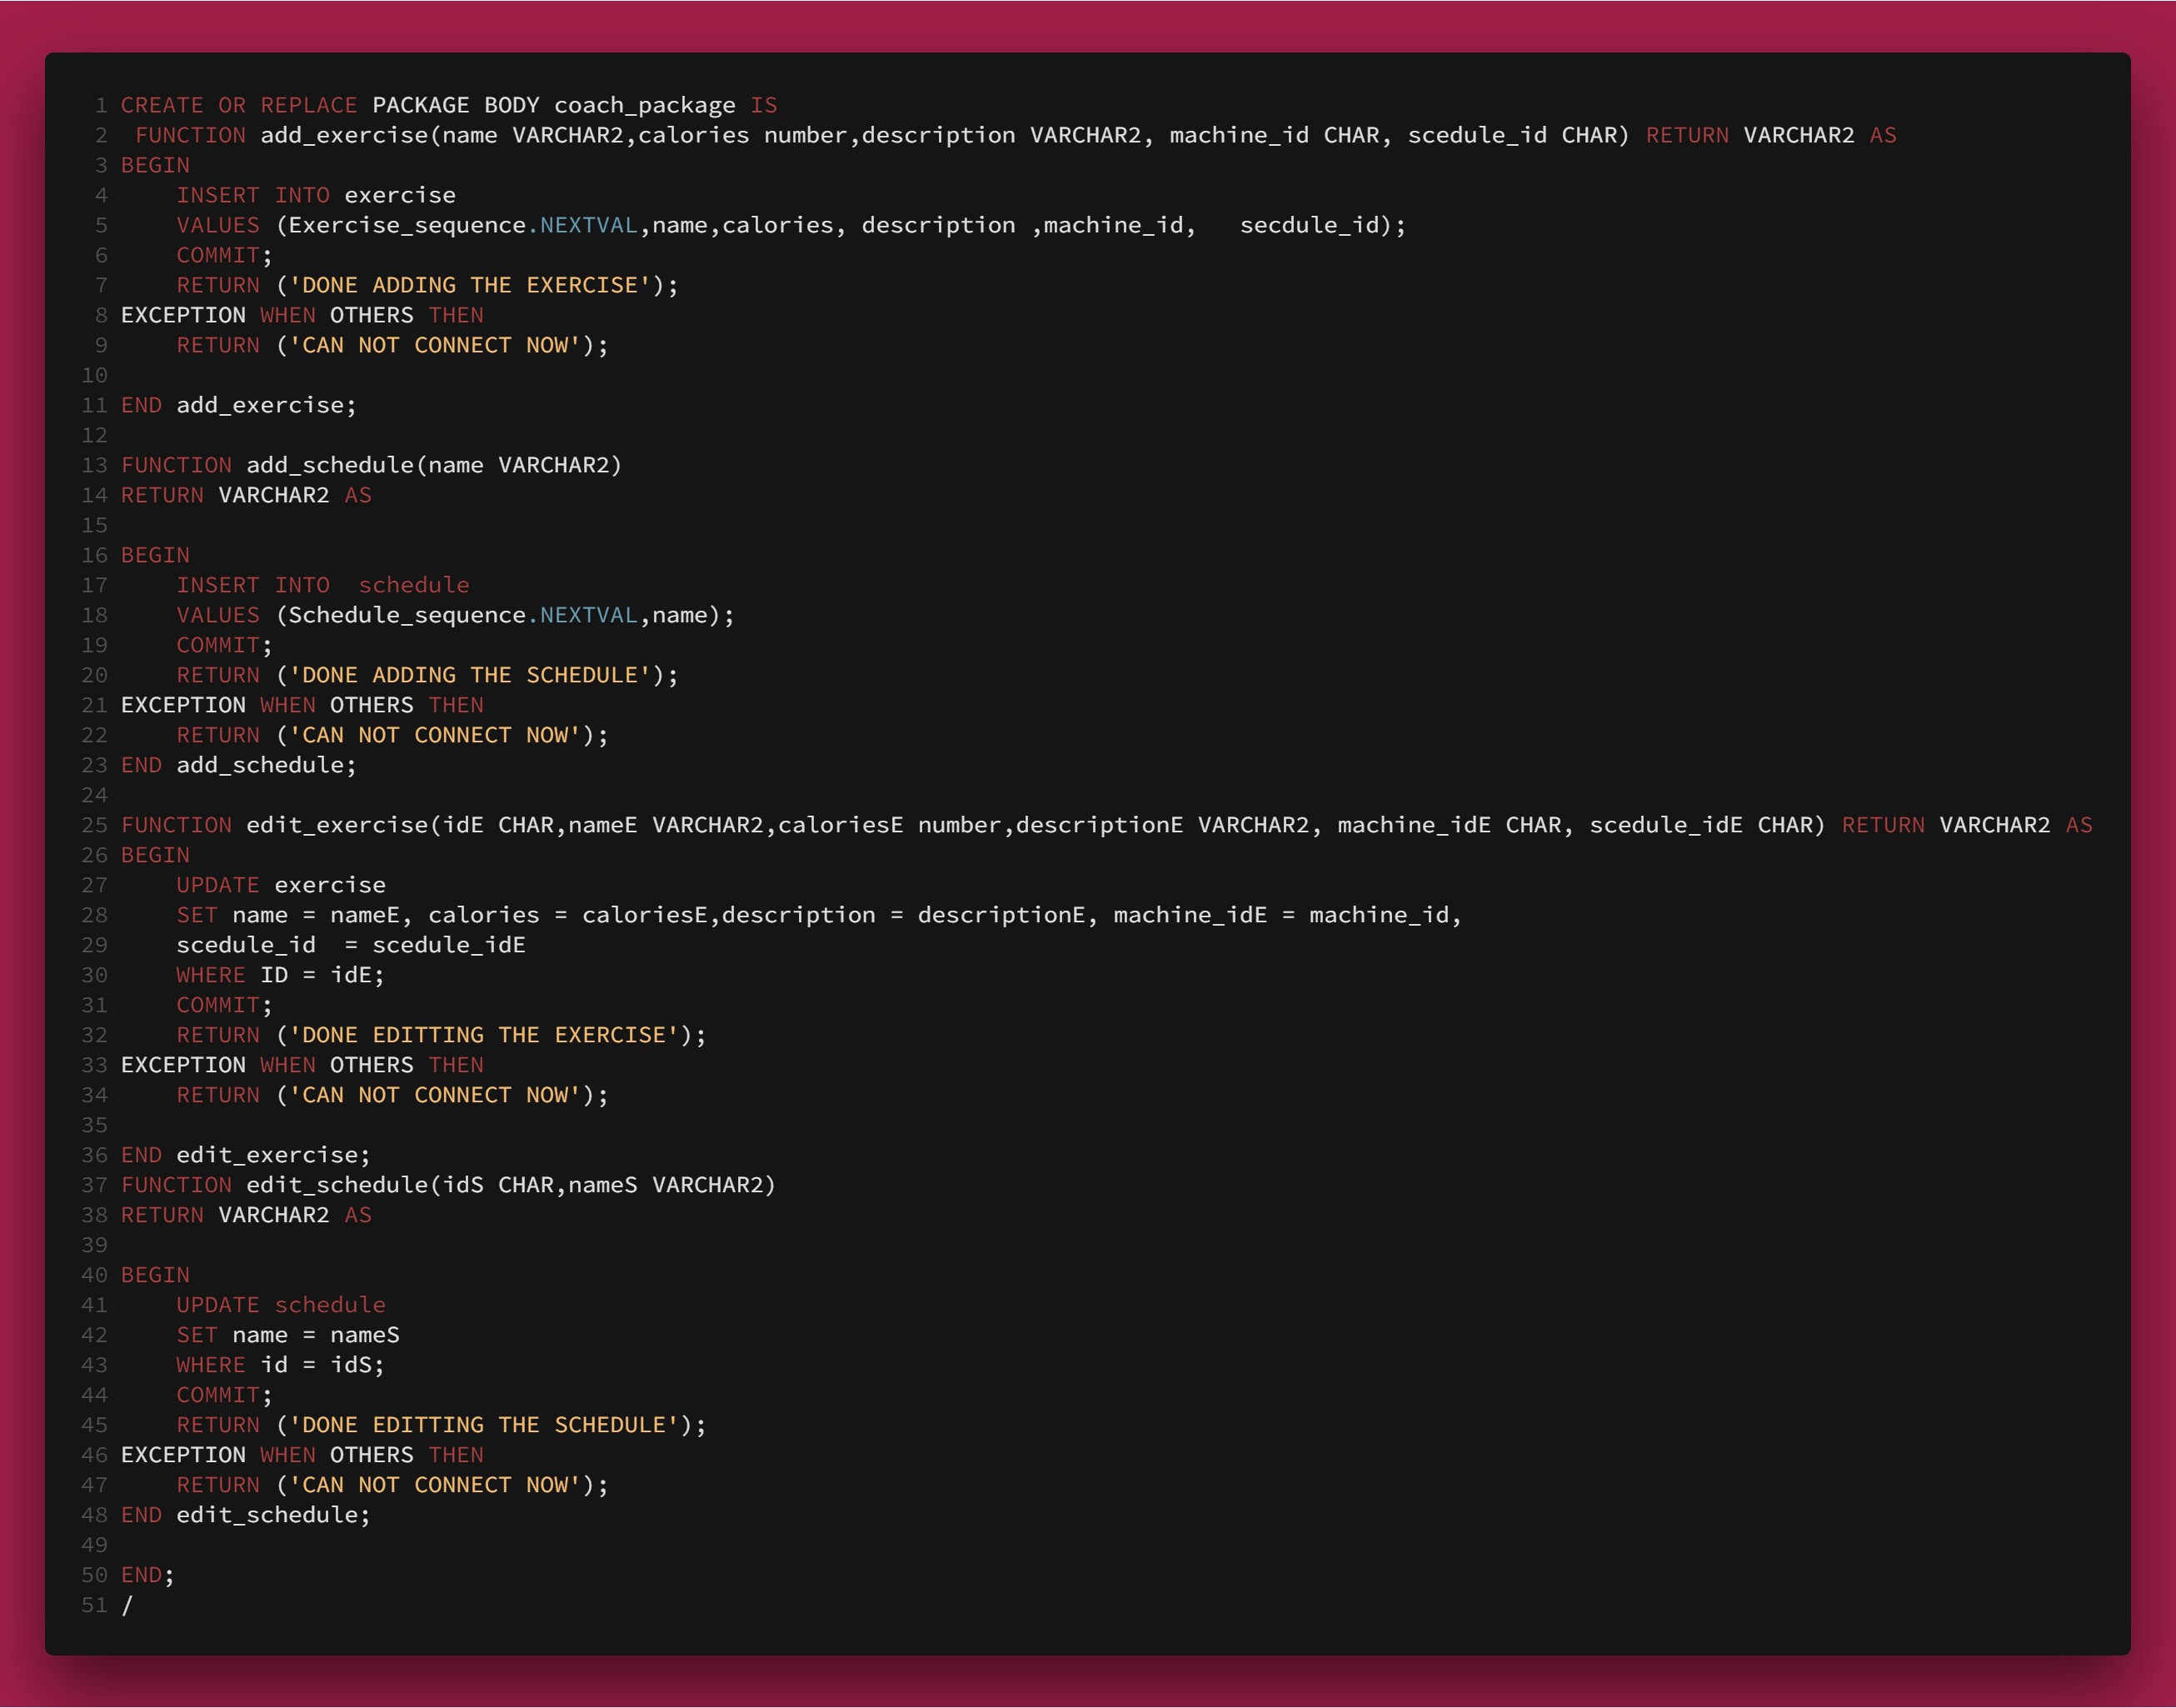 1 CREATE OR REPLACE PACKAGE BODY coach_package IS
2  FUNCTION add_exercise(name VARCHAR2,calories number,description VARCHAR2, machine_id CHAR, scedule_id CHAR) RETURN VARCHAR2 AS
3 BEGIN
4     INSERT INTO exercise
5     VALUES (Exercise_sequence.NEXTVAL,name,calories, description ,machine_id,   secdule_id);
6     COMMIT;
7     RETURN ('DONE ADDING THE EXERCISE');
8 EXCEPTION WHEN OTHERS THEN
9     RETURN ('CAN NOT CONNECT NOW');
10
11 END add_exercise;
12
13 FUNCTION add_schedule(name VARCHAR2)
14 RETURN VARCHAR2 AS
15
16 BEGIN
17     INSERT INTO  schedule
18     VALUES (Schedule_sequence.NEXTVAL,name);
19     COMMIT;
20     RETURN ('DONE ADDING THE SCHEDULE');
21 EXCEPTION WHEN OTHERS THEN
22     RETURN ('CAN NOT CONNECT NOW');
23 END add_schedule;
24
25 FUNCTION edit_exercise(idE CHAR,nameE VARCHAR2,caloriesE number,descriptionE VARCHAR2, machine_idE CHAR, scedule_idE CHAR) RETURN VARCHAR2 AS
26 BEGIN
27     UPDATE exercise
28     SET name = nameE, calories = caloriesE,description = descriptionE, machine_idE = machine_id,
29     scedule_id  = scedule_idE
30     WHERE ID = idE;
31     COMMIT;
32     RETURN ('DONE EDITTING THE EXERCISE');
33 EXCEPTION WHEN OTHERS THEN
34     RETURN ('CAN NOT CONNECT NOW');
35
36 END edit_exercise;
37 FUNCTION edit_schedule(idS CHAR,nameS VARCHAR2)
38 RETURN VARCHAR2 AS
39
40 BEGIN
41     UPDATE schedule
42     SET name = nameS
43     WHERE id = idS;
44     COMMIT;
45     RETURN ('DONE EDITTING THE SCHEDULE');
46 EXCEPTION WHEN OTHERS THEN
47     RETURN ('CAN NOT CONNECT NOW');
48 END edit_schedule;
49
50 END;
51 /